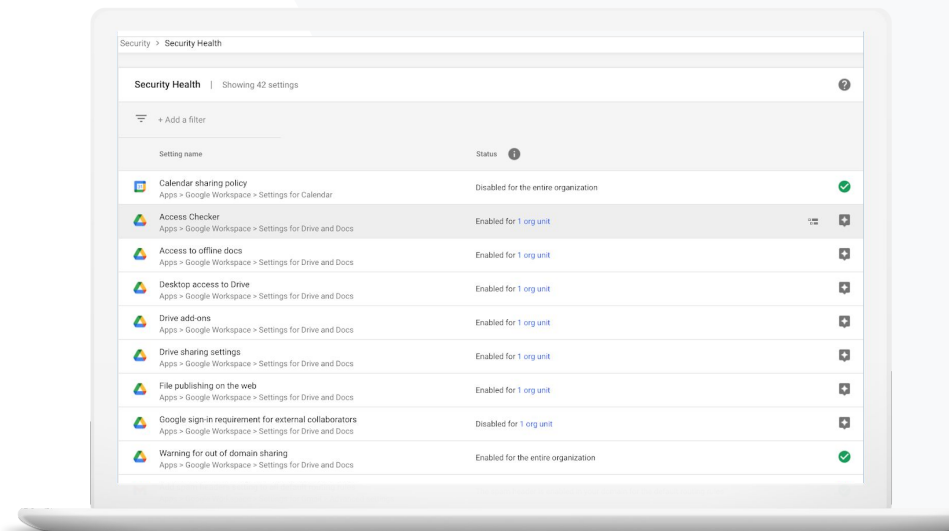 Security > Security Health
Security Health | Showing 42 settings
+ Add a filter
Setting name Status
Calendar sharing policy
Apps > Google Workspace > Settings for Calendar
Disabled for the entire organization
Access Checker
Apps > Google Workspace > Settings for Drive and Docs
Enabled for 1 org unit
Access to offline docs
Apps > Google Workspace > Settings for Drive and Docs
Enabled for 1 org unit
Desktop access to Drive
Apps > Google Workspace > Settings for Drive and Docs
Enabled for 1 org unit
Drive add-ons
Apps > Google Workspace > Settings for Drive and Docs
Enabled for 1 org unit
Drive sharing settings
Apps > Google Workspace > Settings for Drive and Docs
Enabled for 1 org unit
File publishing on the web
Apps > Google Workspace > Settings for Drive and Docs
Enabled for 1 org unit
Google sign-in requirement for external collaborators
Apps > Google Workspace > Settings for Drive and Docs
Disabled for 1 org unit
Warning for out of domain sharing
Apps > Google Workspace > Settings for Drive and Docs
Enabled for the entire organization